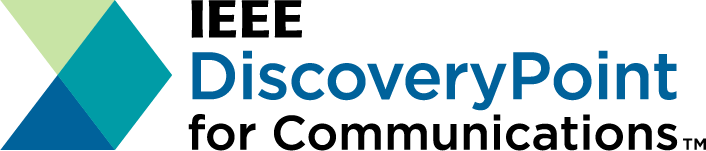 IEEE
DiscoveryPoint
for Communications™